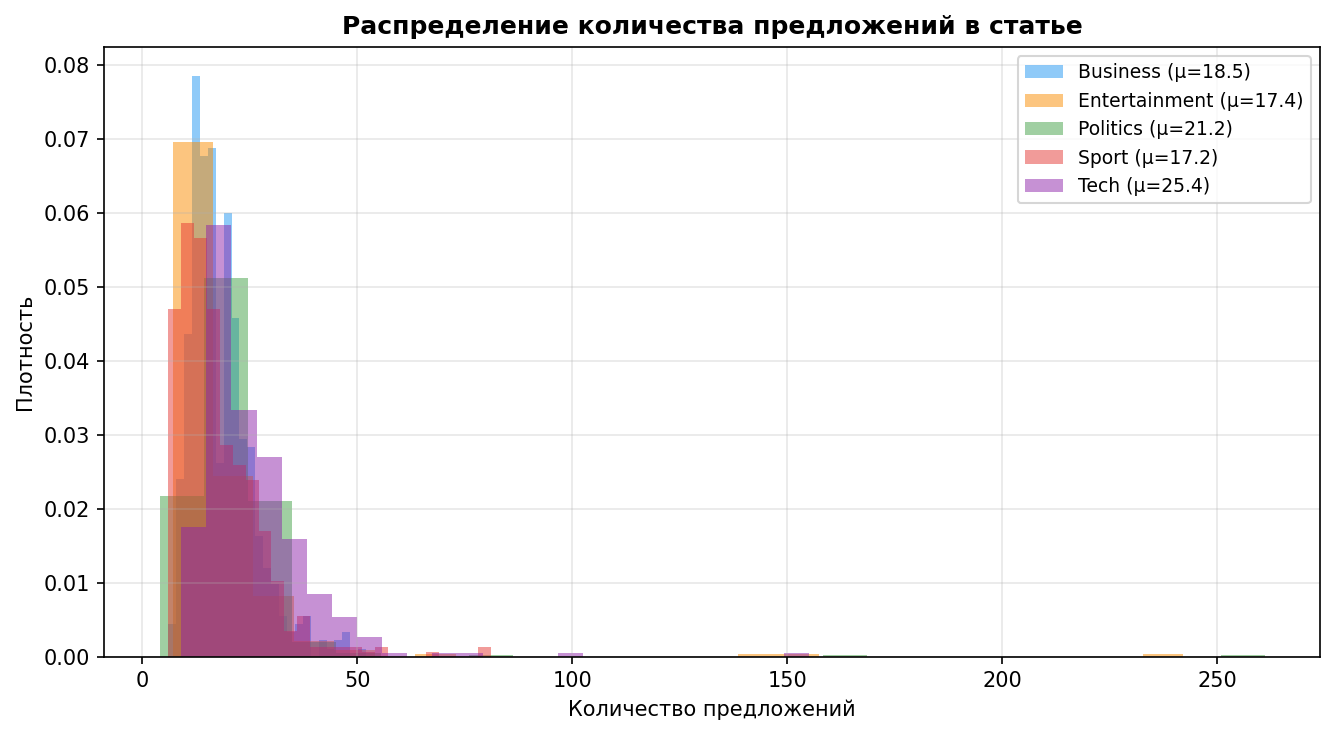 Распределение количества предложений в статье
Business (μ=18.5)
Entertainment (μ=17.4)
Politics (μ=21.2)
Sport (μ=17.2)
Tech (μ=25.4)
Плотность
0.08
0.07
0.06
0.05
0.04
0.03
0.02
0.01
0.00
0 50 100 150 200 250
Количество предложений